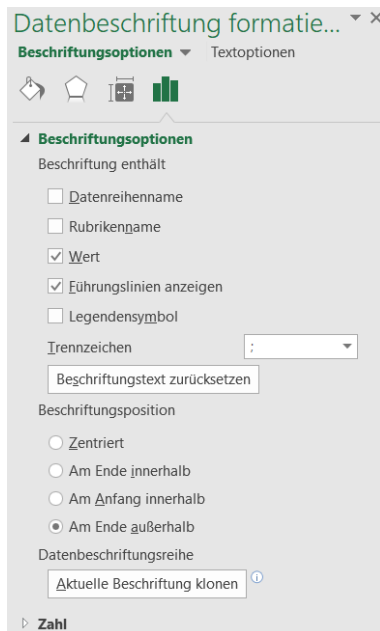 Datenbeschriftung formatie...
Beschriftungsoptionen Textoptionen
Beschriftungsoptionen
Beschriftung enthält
Datenreihenname
Rubrikenname
Wert
Führungslinien anzeigen
Legendensymbol
Trennzeichen ;
Beschriftungstext zurücksetzen
Beschriftungsposition
Zentriert
Am Ende innerhalb
Am Anfang innerhalb
Am Ende außerhalb
Datenbeschriftungsreihe
Aktuelle Beschriftung klonen
Zahl